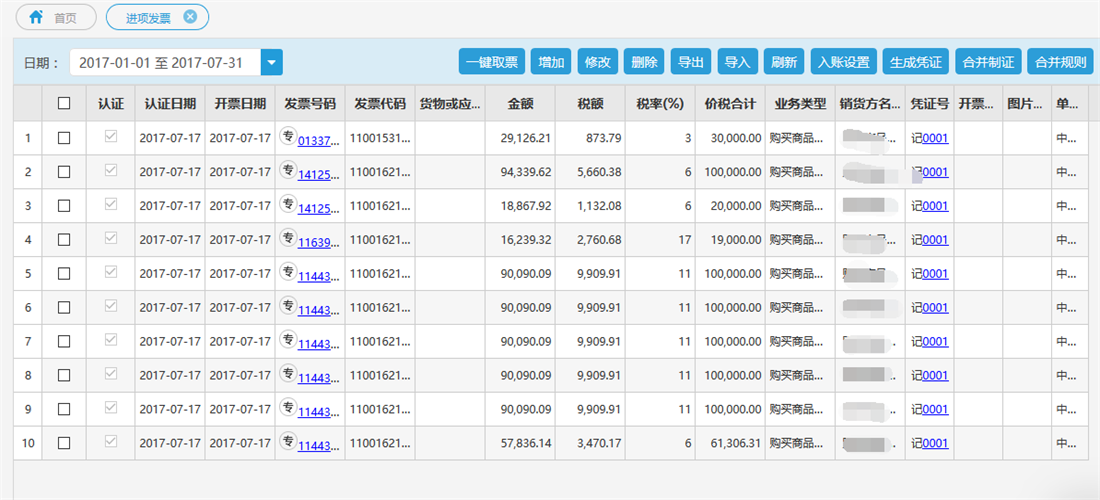 首页 进项发票
日期： 2017-01-01 至 2017-07-31 一键取票 增加 修改 删除 导出 导入 刷新 入账设置 生成凭证 合并制证 合并规则
认证 认证日期 开票日期 发票号码 发票代码 货物或应... 金额 税额 税率(%) 价税合计 业务类型 销货方名... 凭证号 开票... 图片... 单...
1 2017-07-17 2017-07-17 专 01337... 11001531... 29,126.21 873.79 3 30,000.00 购买商品... 记0001 中...
2 2017-07-17 2017-07-17 专 14125... 11001621... 94,339.62 5,660.38 6 100,000.00 购买商品... 记0001 中...
3 2017-07-17 2017-07-17 专 14125... 11001621... 18,867.92 1,132.08 6 20,000.00 购买商品... 记0001 中...
4 2017-07-17 2017-07-17 专 11639... 11001621... 16,239.32 2,760.68 17 19,000.00 购买商品... 记0001 中...
5 2017-07-17 2017-07-17 专 11443... 11001621... 90,090.09 9,909.91 11 100,000.00 购买商品... 记0001 中...
6 2017-07-17 2017-07-17 专 11443... 11001621... 90,090.09 9,909.91 11 100,000.00 购买商品... 记0001 中...
7 2017-07-17 2017-07-17 专 11443... 11001621... 90,090.09 9,909.91 11 100,000.00 购买商品... 记0001 中...
8 2017-07-17 2017-07-17 专 11443... 11001621... 90,090.09 9,909.91 11 100,000.00 购买商品... 记0001 中...
9 2017-07-17 2017-07-17 专 11443... 11001621... 90,090.09 9,909.91 11 100,000.00 购买商品... 记0001 中...
10 2017-07-17 2017-07-17 专 11443... 11001621... 57,836.14 3,470.17 6 61,306.31 购买商品... 记0001 中...